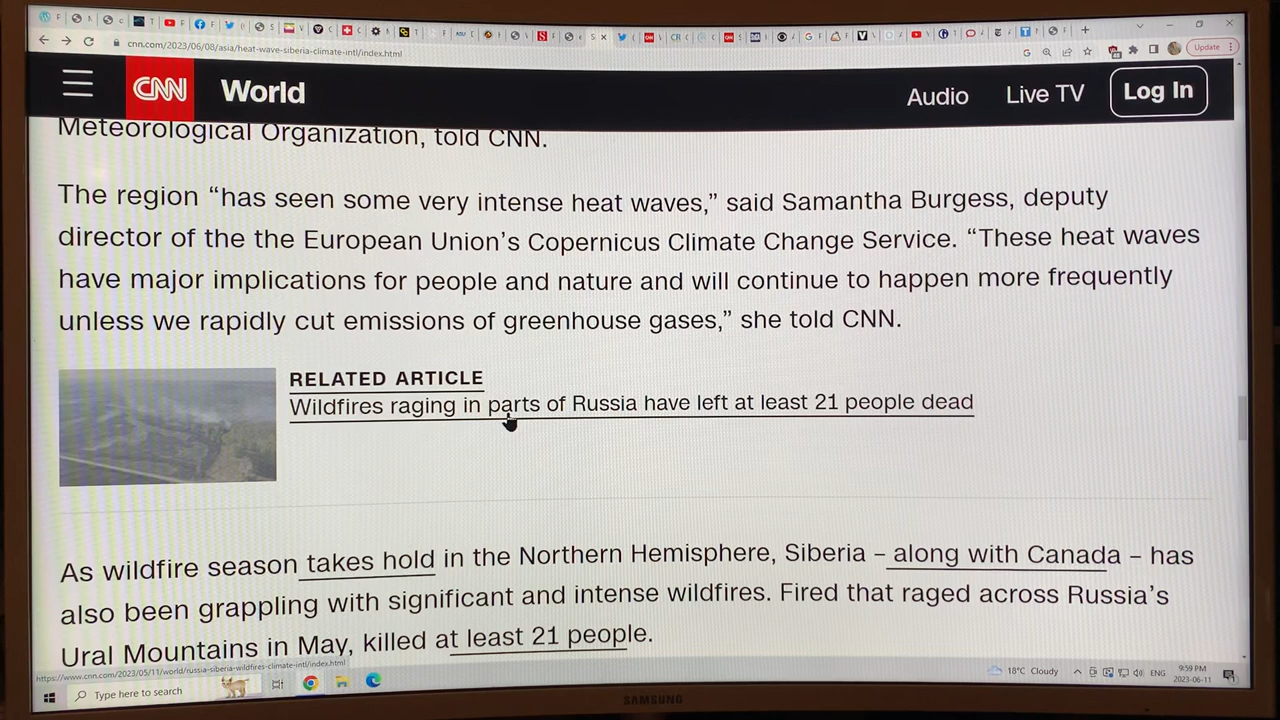 cnn.com/2023/06/08/asia/heat-wave-siberia-climate-intl/index.html
Update
CNN World
Audio Live TV Log In
Meteorological Organization, told CNN.
The region “has seen some very intense heat waves,” said Samantha Burgess, deputy
director of the the European Union’s Copernicus Climate Change Service. “These heat waves
have major implications for people and nature and will continue to happen more frequently
unless we rapidly cut emissions of greenhouse gases,” she told CNN.
RELATED ARTICLE
Wildfires raging in parts of Russia have left at least 21 people dead
As wildfire season takes hold in the Northern Hemisphere, Siberia – along with Canada – has
also been grappling with significant and intense wildfires. Fired that raged across Russia’s
Ural Mountains in May, killed at least 21 people.
https://www.cnn.com/2023/05/11/world/russia-siberia-wildfires-climate-intl/index.html
Type here to search
18°C Cloudy
ENG
9:59 PM
2023-06-11
SAMSUNG